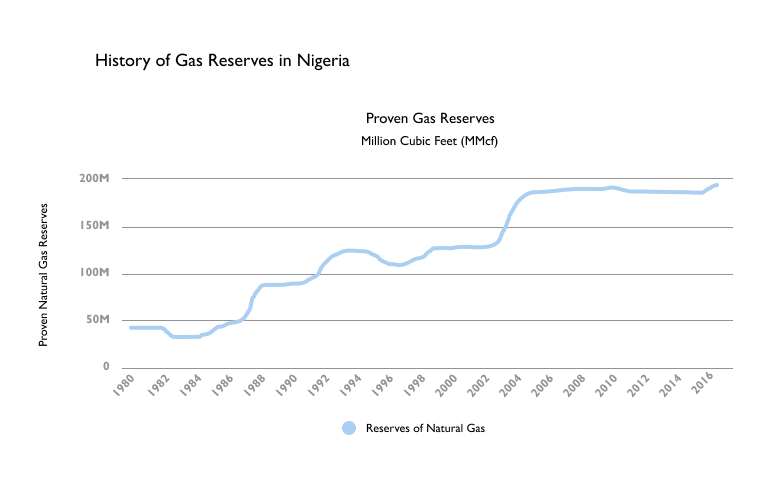 History of Gas Reserves in Nigeria
Proven Gas Reserves
Million Cubic Feet (MMcf)
Proven Natural Gas Reserves
200M
150M
100M
50M
0
1980 1982 1984 1986 1988 1990 1992 1994 1996 1998 2000 2002 2004 2006 2008 2010 2012 2014 2016
Reserves of Natural Gas